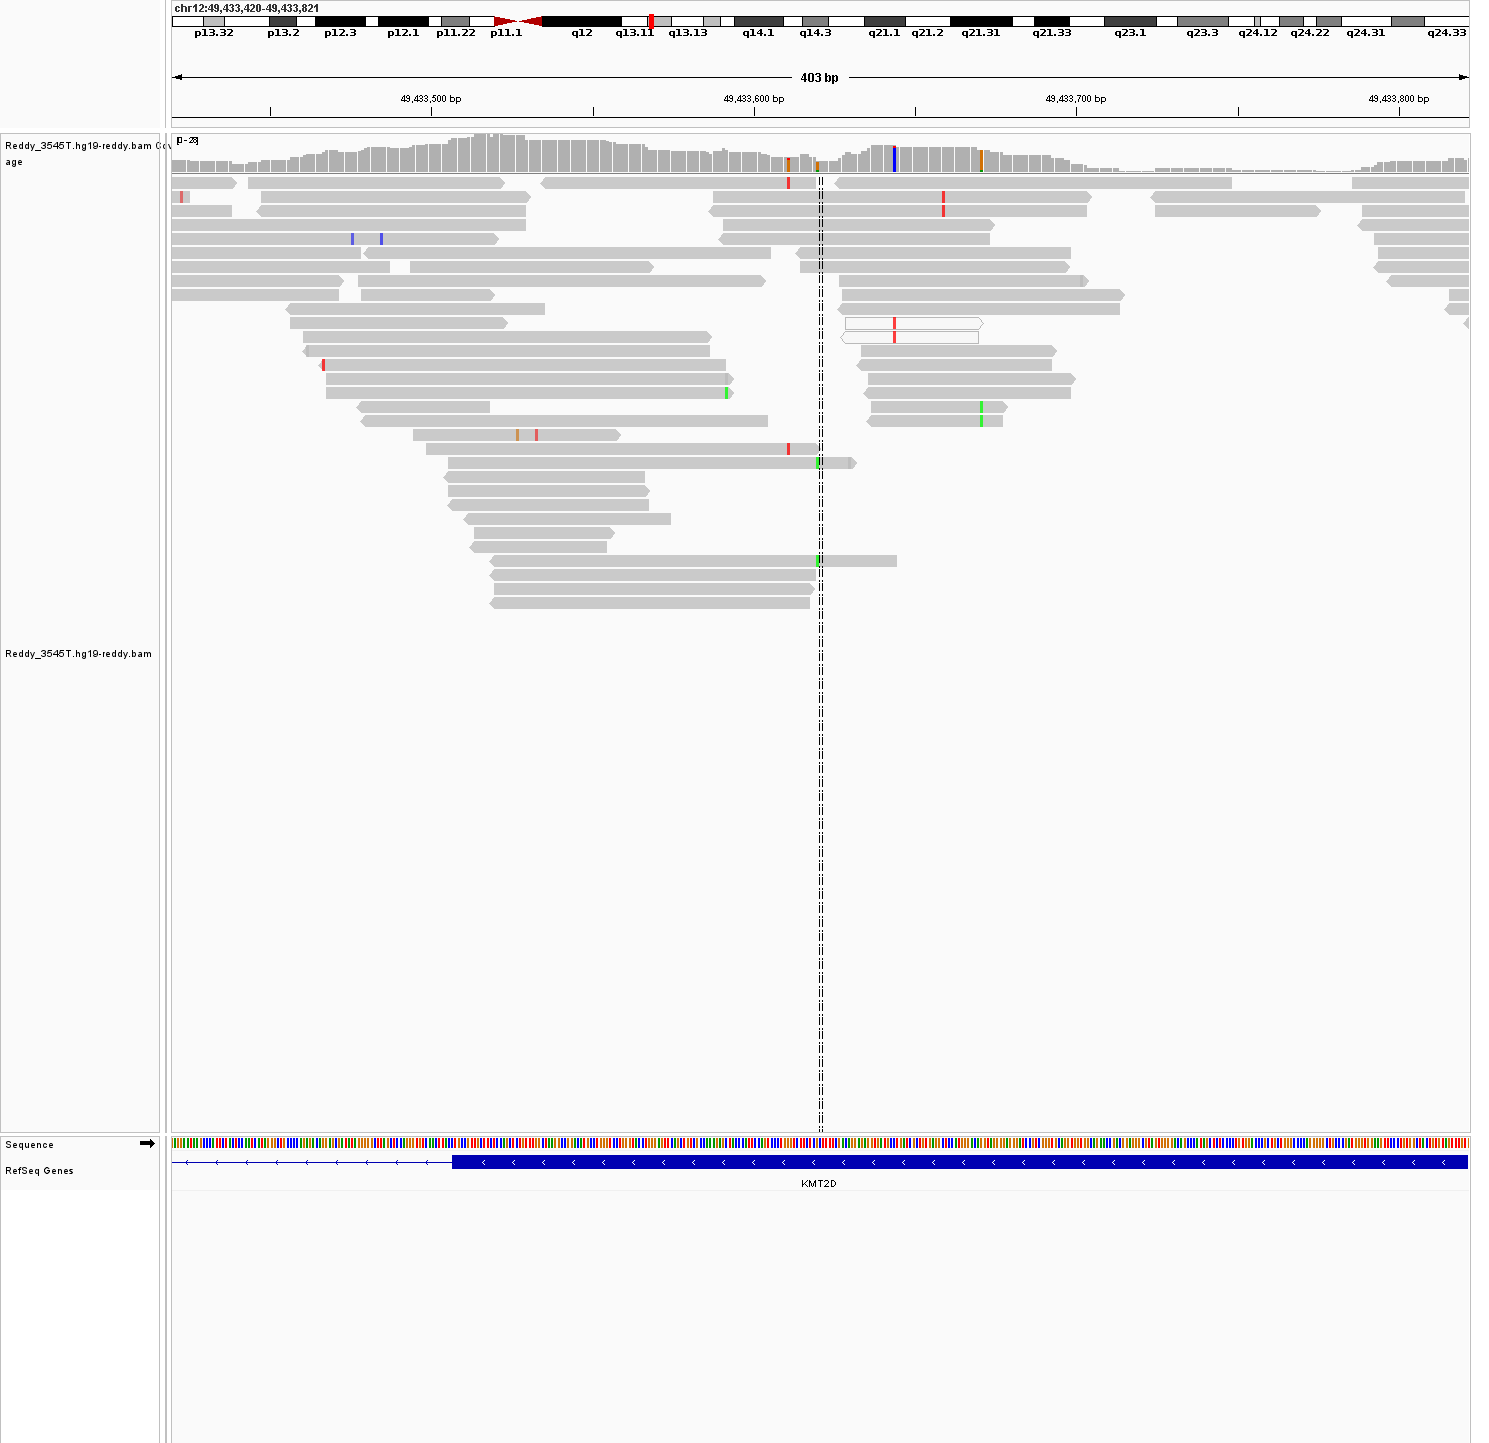 chr12:49,433,420-49,433,821
p13.32 p13.2 p12.3 p12.1 p11.22 p11.1 q12 q13.11 q13.13 q14.1 q14.3 q21.1 q21.2 q21.31 q21.33 q23.1 q23.3 q24.12 q24.22 q24.31 q24.33
403 bp
49,433,500 bp 49,433,600 bp 49,433,700 bp 49,433,800 bp
Reddy_3545T.hg19-reddy.bam Cov
age
Reddy_3545T.hg19-reddy.bam
Sequence
RefSeq Genes
KMT2D